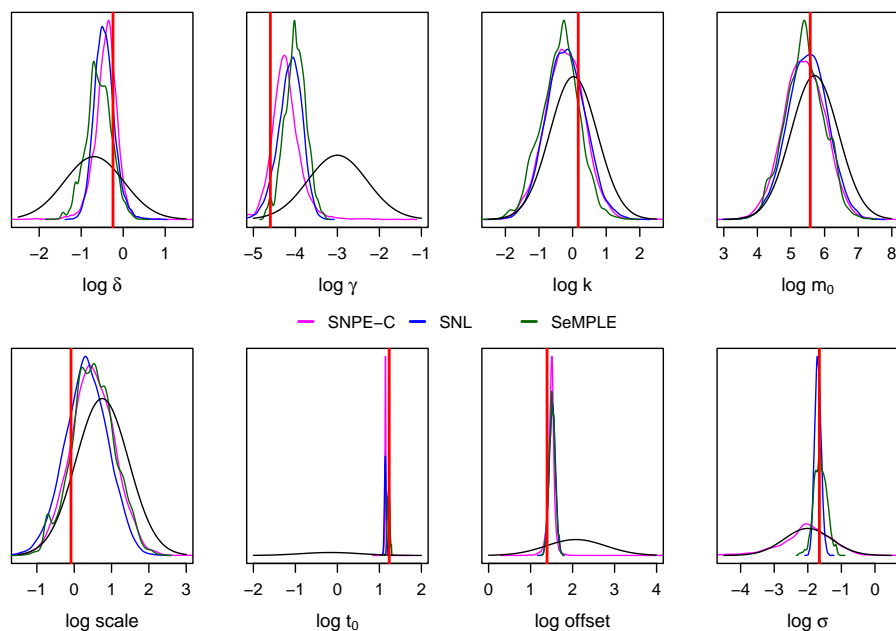 −2 −1 0 1
−5 −4 −3 −2 −1
−2 −1 0 1 2
3 4 5 6 7 8
log δ
log γ
log k
log m₀
SNPE−C SNL SeMPLE
−1 0 1 2 3
−2 −1 0 1 2
0 1 2 3 4
−4 −3 −2 −1 0
log scale
log t₀
log offset
log σ